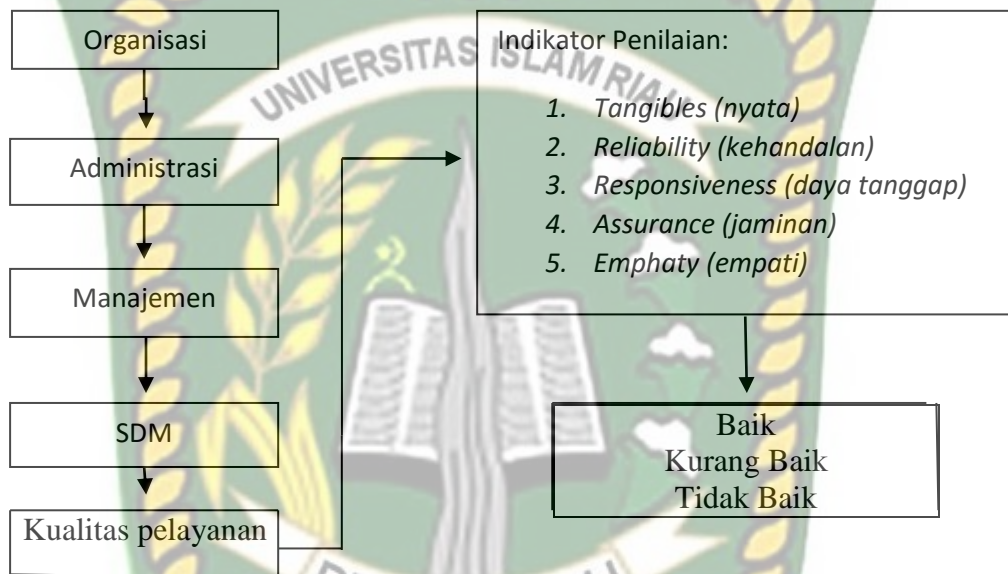 Organisasi
Administrasi
Manajemen
SDM
Kualitas pelayanan
Indikator Penilaian:
1. Tangibles (nyata)
2. Reliability (kehandalan)
3. Responsiveness (daya tanggap)
4. Assurance (jaminan)
5. Emphaty (empati)
Baik
Kurang Baik
Tidak Baik
UNIVERSITAS ISLAM RIAU